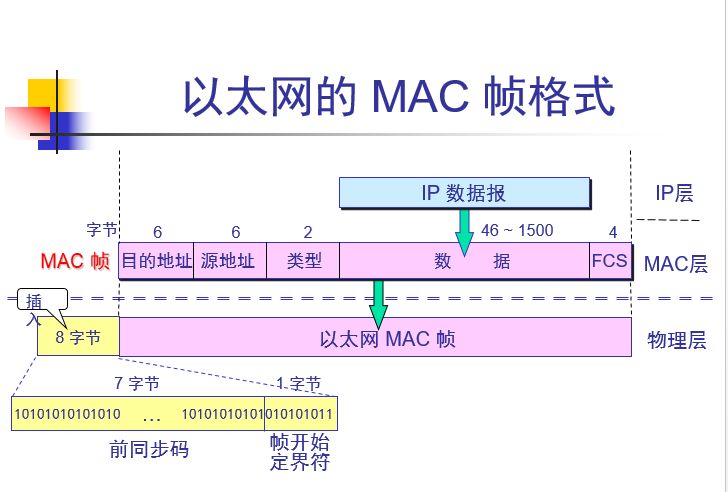 以太网的 MAC 帧格式
IP 数据报
IP层
字节
6
6
2
46 ~ 1500
4
MAC 帧
目的地址
源地址
类型
数 据
FCS
MAC层
插
入
8 字节
以太网 MAC 帧
物理层
7 字节
1 字节
10101010101010 … 10101010101010101011
前同步码
帧开始
定界符